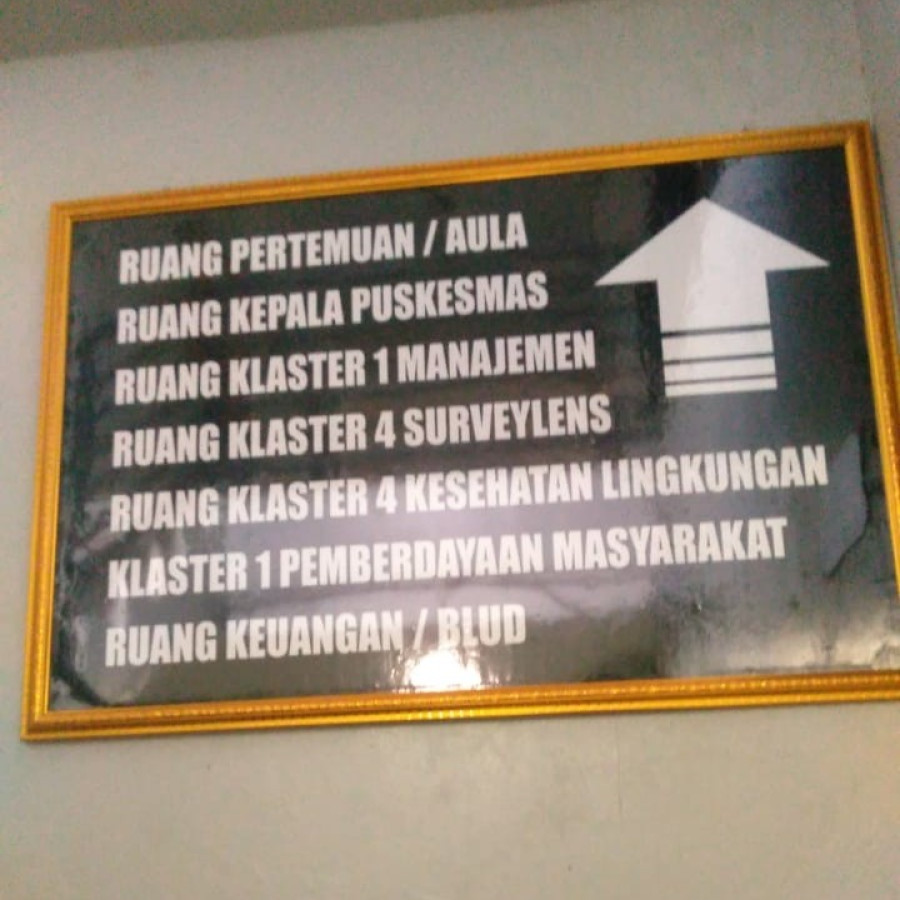 RUANG PERTEMUAN / AULA
RUANG KEPALA PUSKESMAS
RUANG KLASTER 1 MANAJEMEN
RUANG KLASTER 4 SURVEYLENS
RUANG KLASTER 4 KESEHATAN LINGKUNGAN
KLASTER 1 PEMBERDAYAAN MASYARAKAT
RUANG KEUANGAN / BLUD